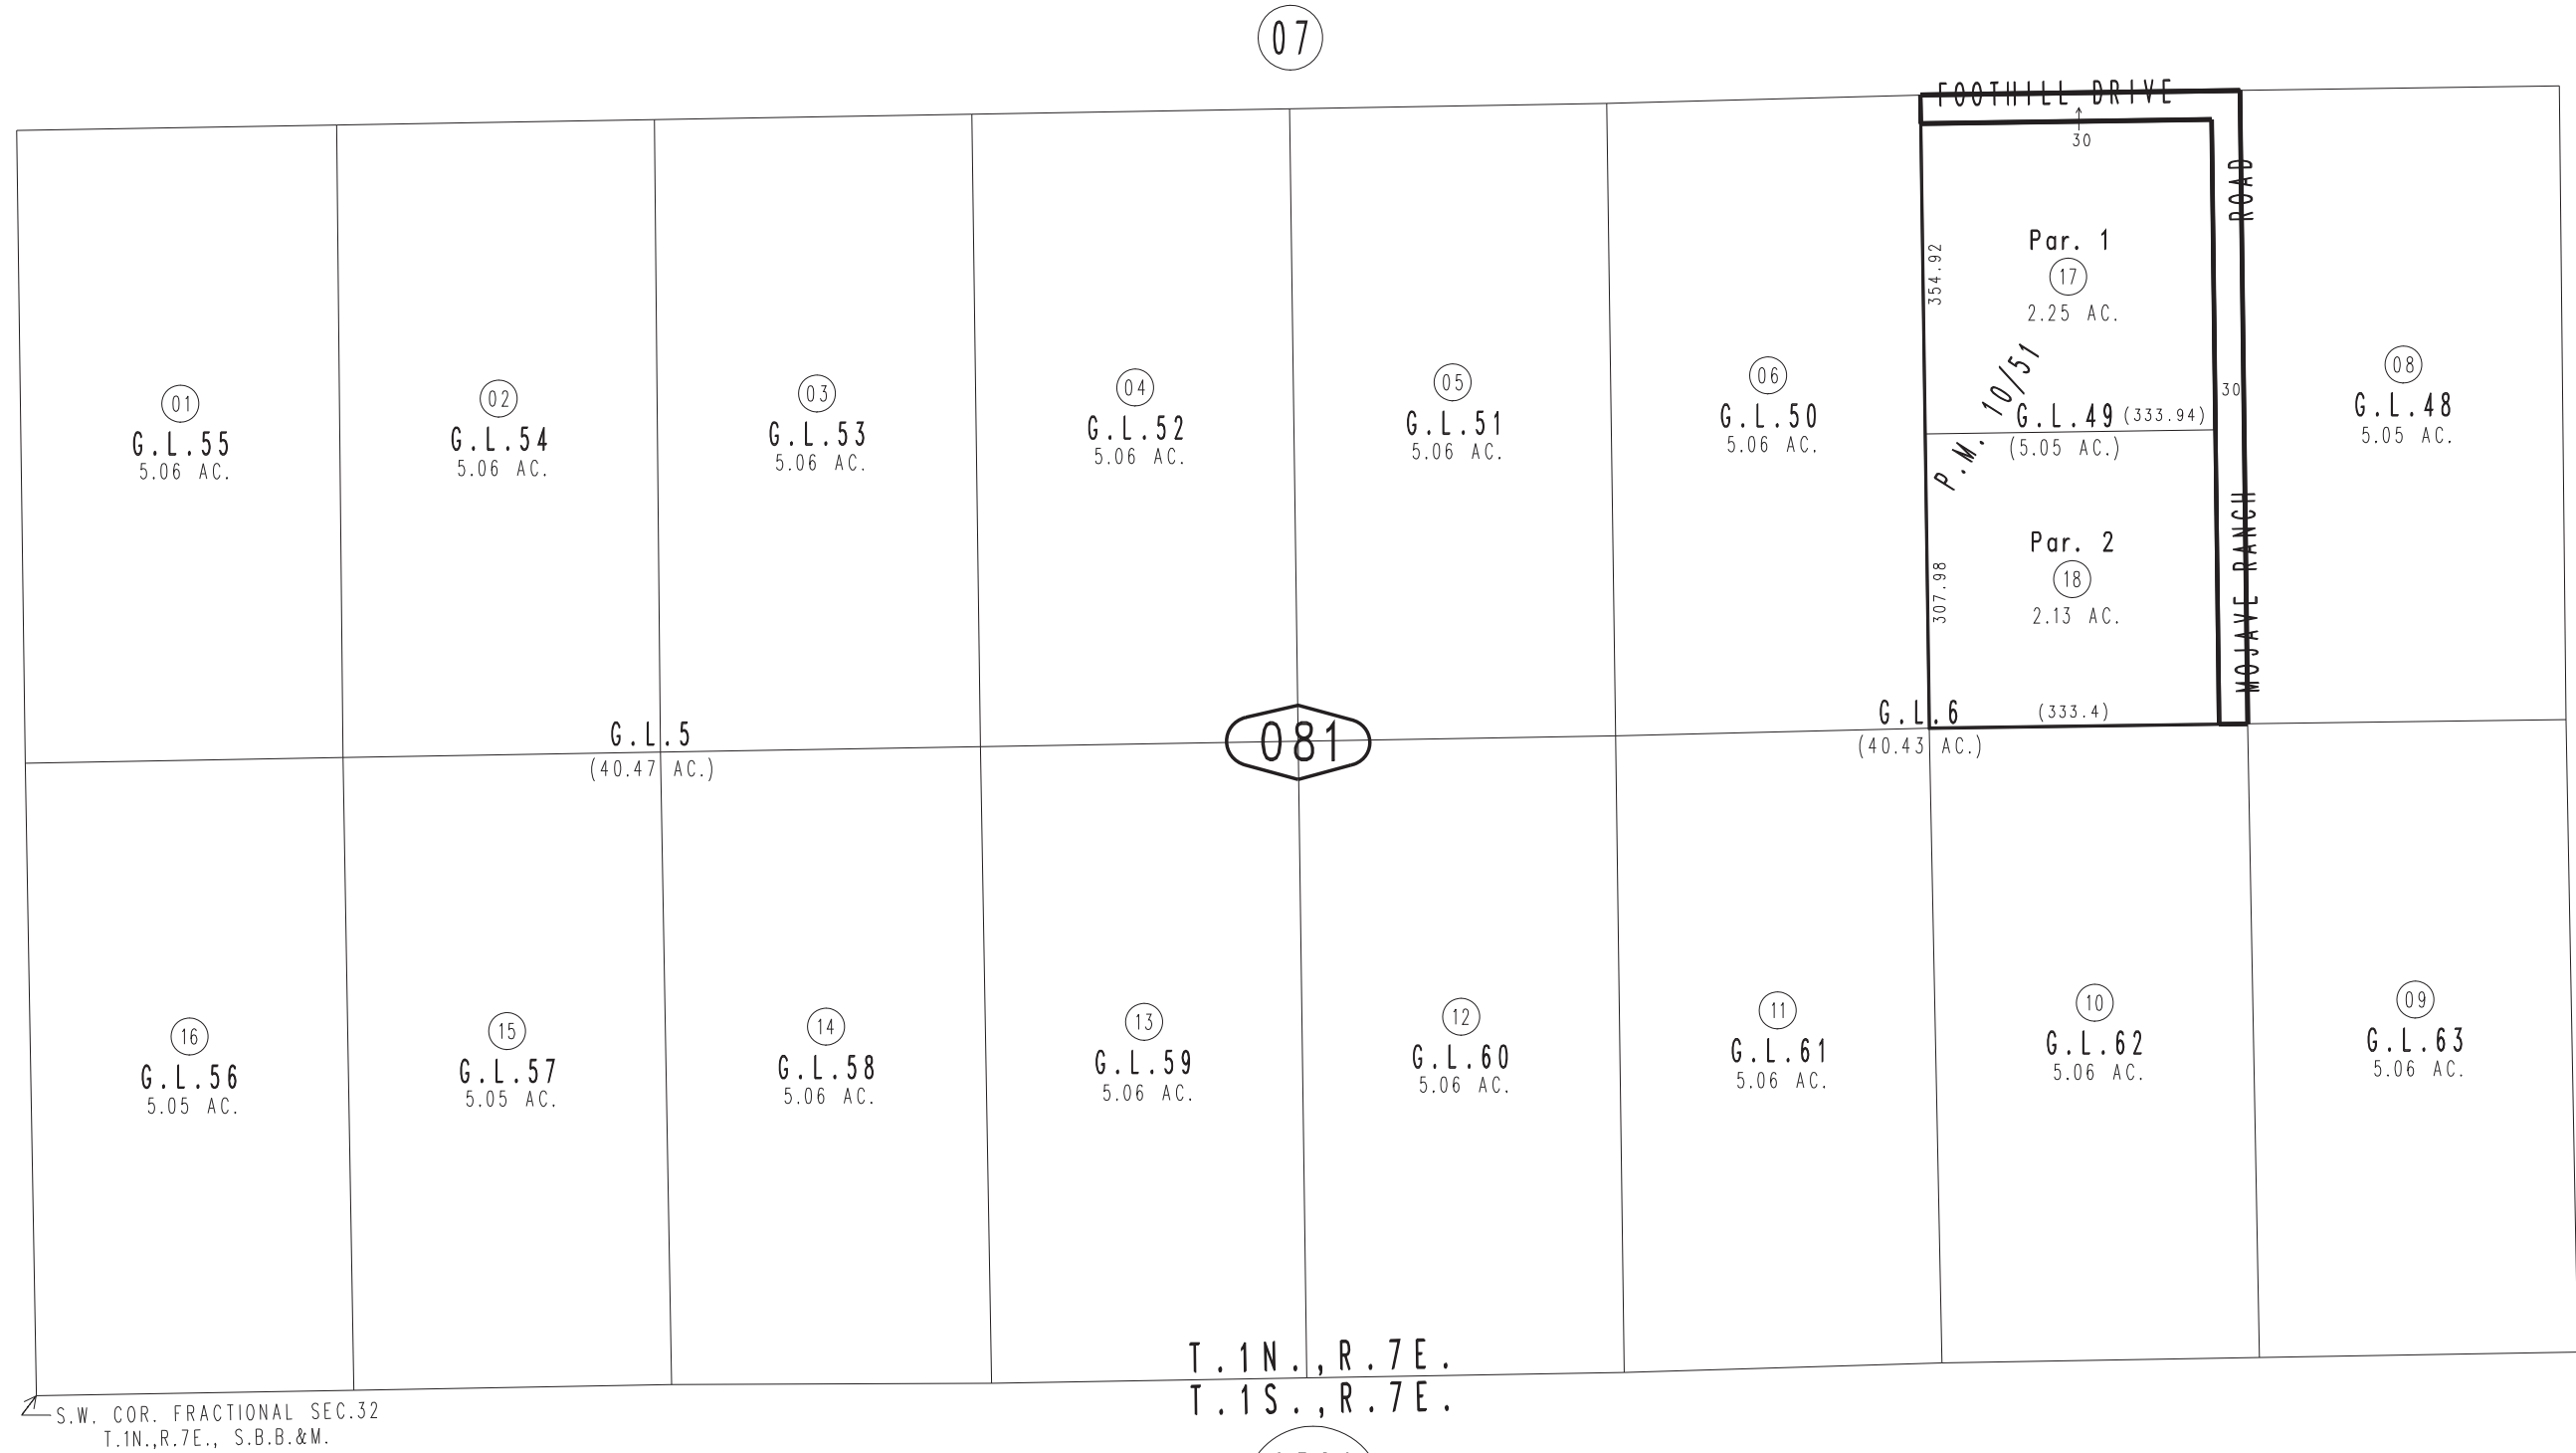 07
FOOTHILL DRIVE
30
ROAD
Par. 1
17
2.25 AC.
354.92
P.M. 10/51
30
01
G.L.55
5.06 AC.
02
G.L.54
5.06 AC.
03
G.L.53
5.06 AC.
04
G.L.52
5.06 AC.
05
G.L.51
5.06 AC.
06
G.L.50
5.06 AC.
G.L.49 (333.94)
(5.05 AC.)
08
G.L.48
5.05 AC.
MOJAVE RANCH
Par. 2
18
2.13 AC.
307.98
(333.4)
G.L.5
(40.47 AC.)
081
G.L.6
(40.43 AC.)
16
G.L.56
5.05 AC.
15
G.L.57
5.05 AC.
14
G.L.58
5.06 AC.
13
G.L.59
5.06 AC.
12
G.L.60
5.06 AC.
11
G.L.61
5.06 AC.
10
G.L.62
5.06 AC.
09
G.L.63
5.06 AC.
T.1N.,R.7E.
T.1S.,R.7E.
S.W. COR. FRACTIONAL SEC.32
T.1N.,R.7E., S.B.B.&M.